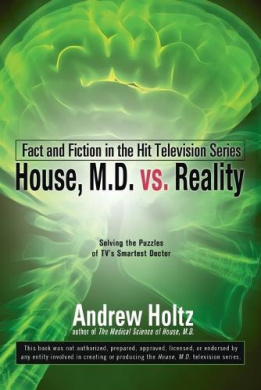 Fact and Fiction in the Hit Television Series
House, M.D. vs. Reality
Solving the Puzzles
of TV's Smartest Doctor
Andrew Holtz
author of The Medical Science of House, M.D.
This book was not authorized, prepared, approved, licensed, or endorsed by
any entity involved in creating or producing the House, M.D. television series.